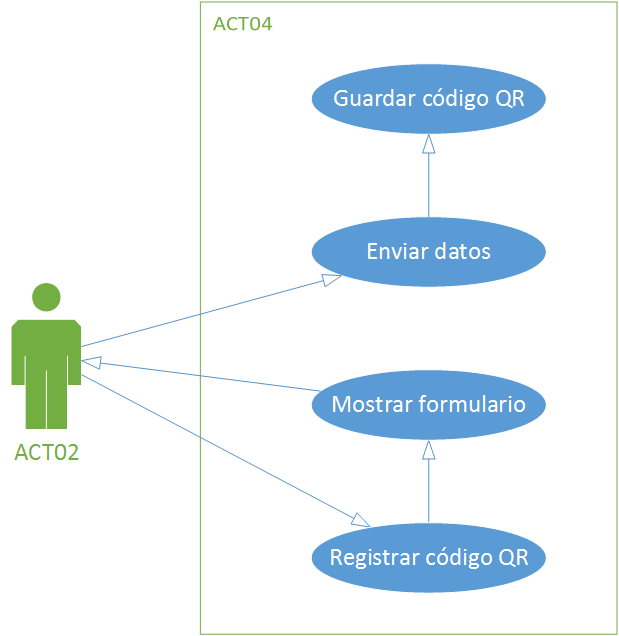 ACT04
Guardar código QR
Enviar datos
Mostrar formulario
ACT02
Registrar código QR